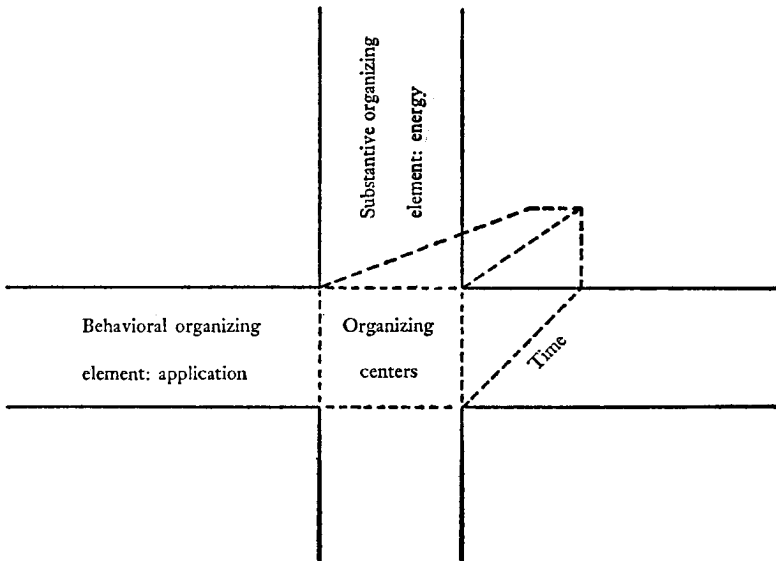 Substantive organizing
element: energy
Behavioral organizing
element: application
Organizing
centers
Time